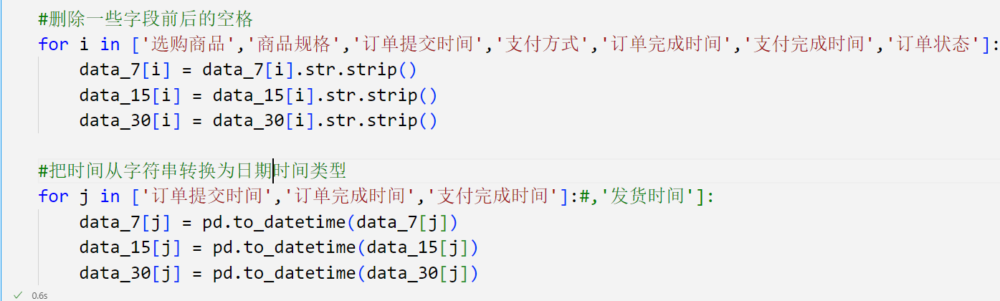 #删除一些字段前后的空格
for i in ['选购商品','商品规格','订单提交时间','支付方式','订单完成时间','支付完成时间','订单状态']:
    data_7[i] = data_7[i].str.strip()
    data_15[i] = data_15[i].str.strip()
    data_30[i] = data_30[i].str.strip()
#把时间从字符串转换为日期时间类型
for j in ['订单提交时间','订单完成时间','支付完成时间']:#,'发货时间']:
    data_7[j] = pd.to_datetime(data_7[j])
    data_15[j] = pd.to_datetime(data_15[j])
    data_30[j] = pd.to_datetime(data_30[j])
✓ 0.6s